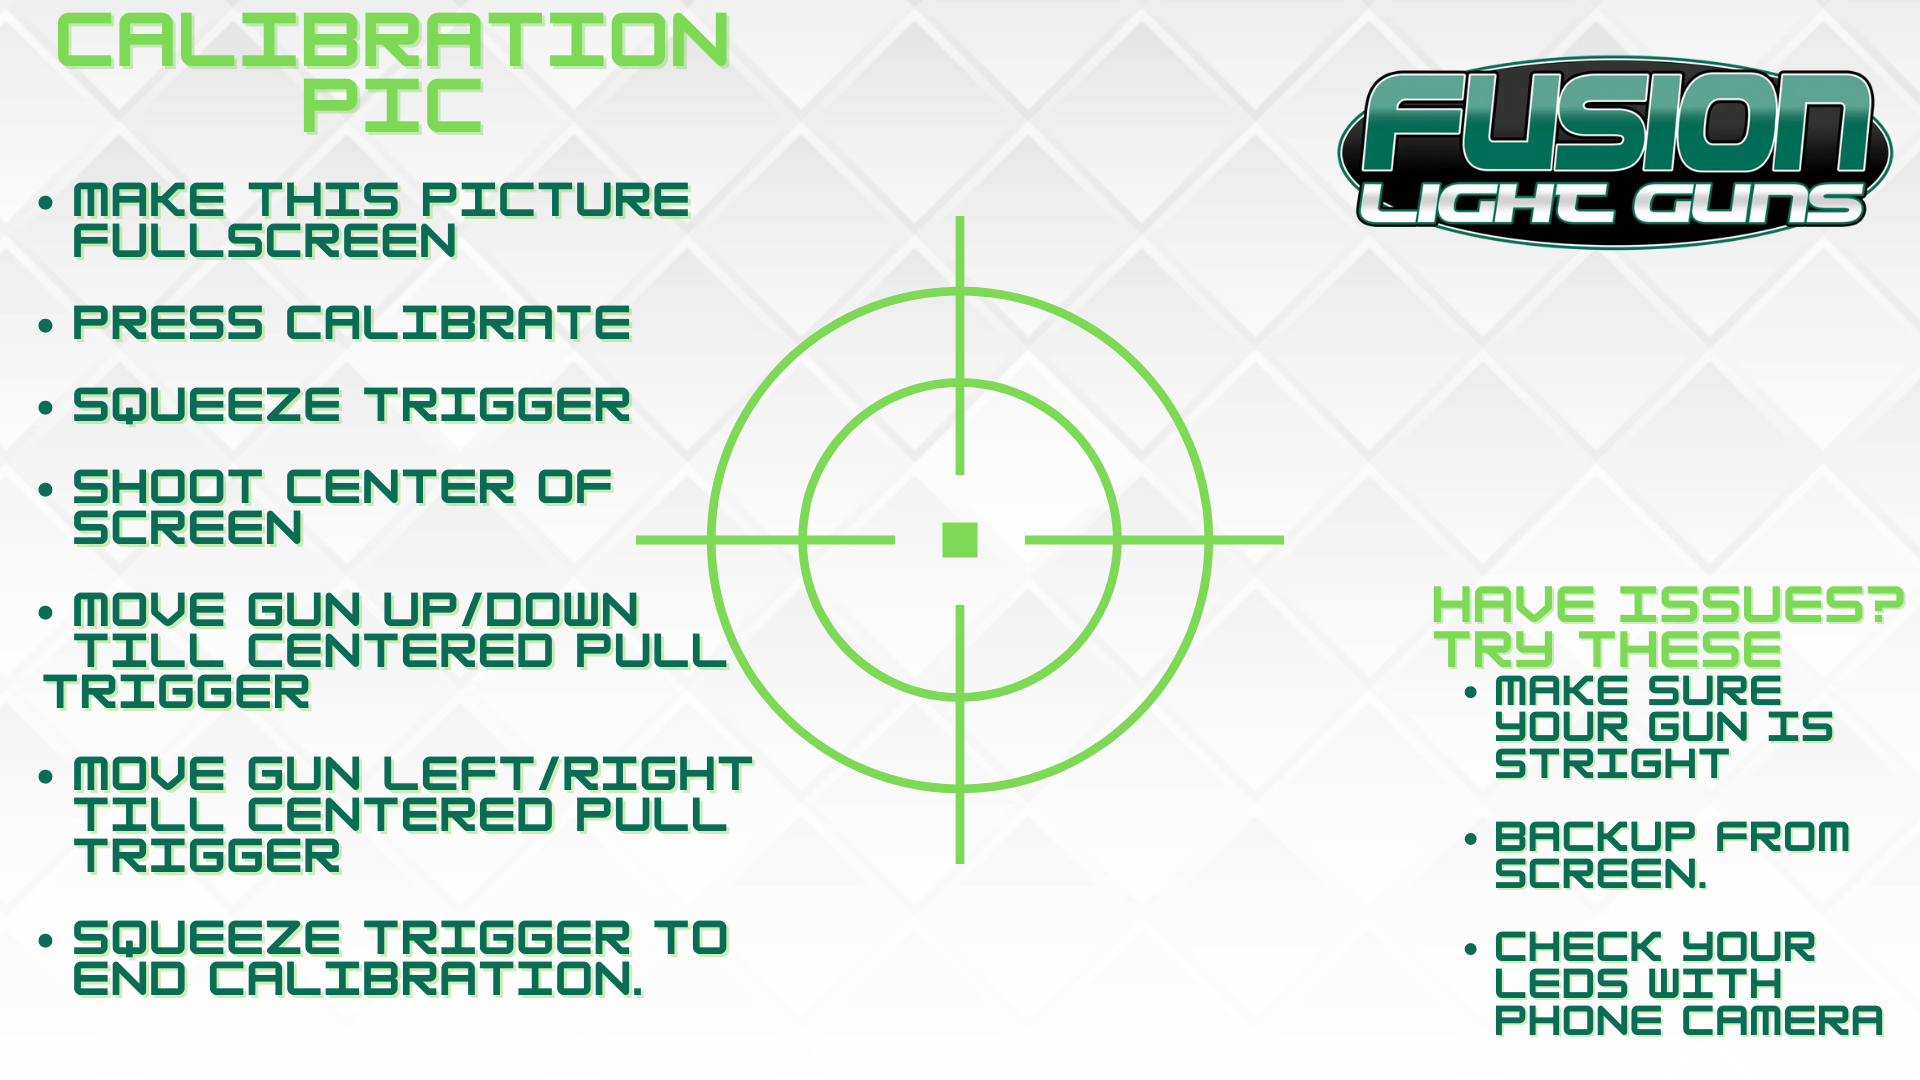 CALIBRATION
PIC
FUSION
LIGHT GUNS
• MAKE THIS PICTURE
FULLSCREEN
• PRESS CALIBRATE
• SQUEEZE TRIGGER
• SHOOT CENTER OF
SCREEN
• MOVE GUN UP/DOWN
TILL CENTERED PULL
TRIGGER
• MOVE GUN LEFT/RIGHT
TILL CENTERED PULL
TRIGGER
• SQUEEZE TRIGGER TO
END CALIBRATION.
HAVE ISSUES?
TRY THESE
• MAKE SURE
YOUR GUN IS
STRIGHT
• BACKUP FROM
SCREEN.
• CHECK YOUR
LEDS WITH
PHONE CAMERA